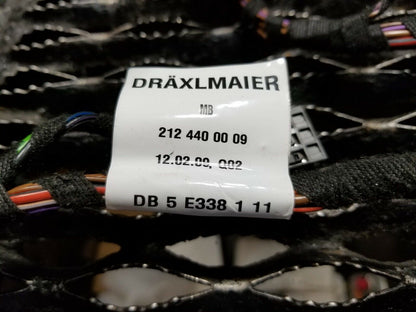 DRÄXLMAIER
MB
212 440 00 09
12.02.09, Q02
DB 5 E338 1 11